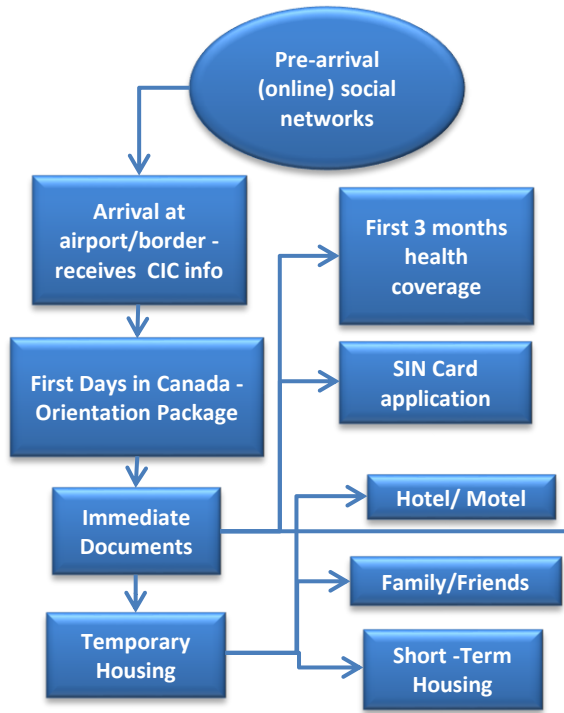 Pre-arrival
(online) social
networks
Arrival at
airport/border -
receives CIC info
First 3 months
health
coverage
First Days in Canada -
Orientation Package
SIN Card
application
Immediate
Documents
Hotel/ Motel
Family/Friends
Temporary
Housing
Short -Term
Housing